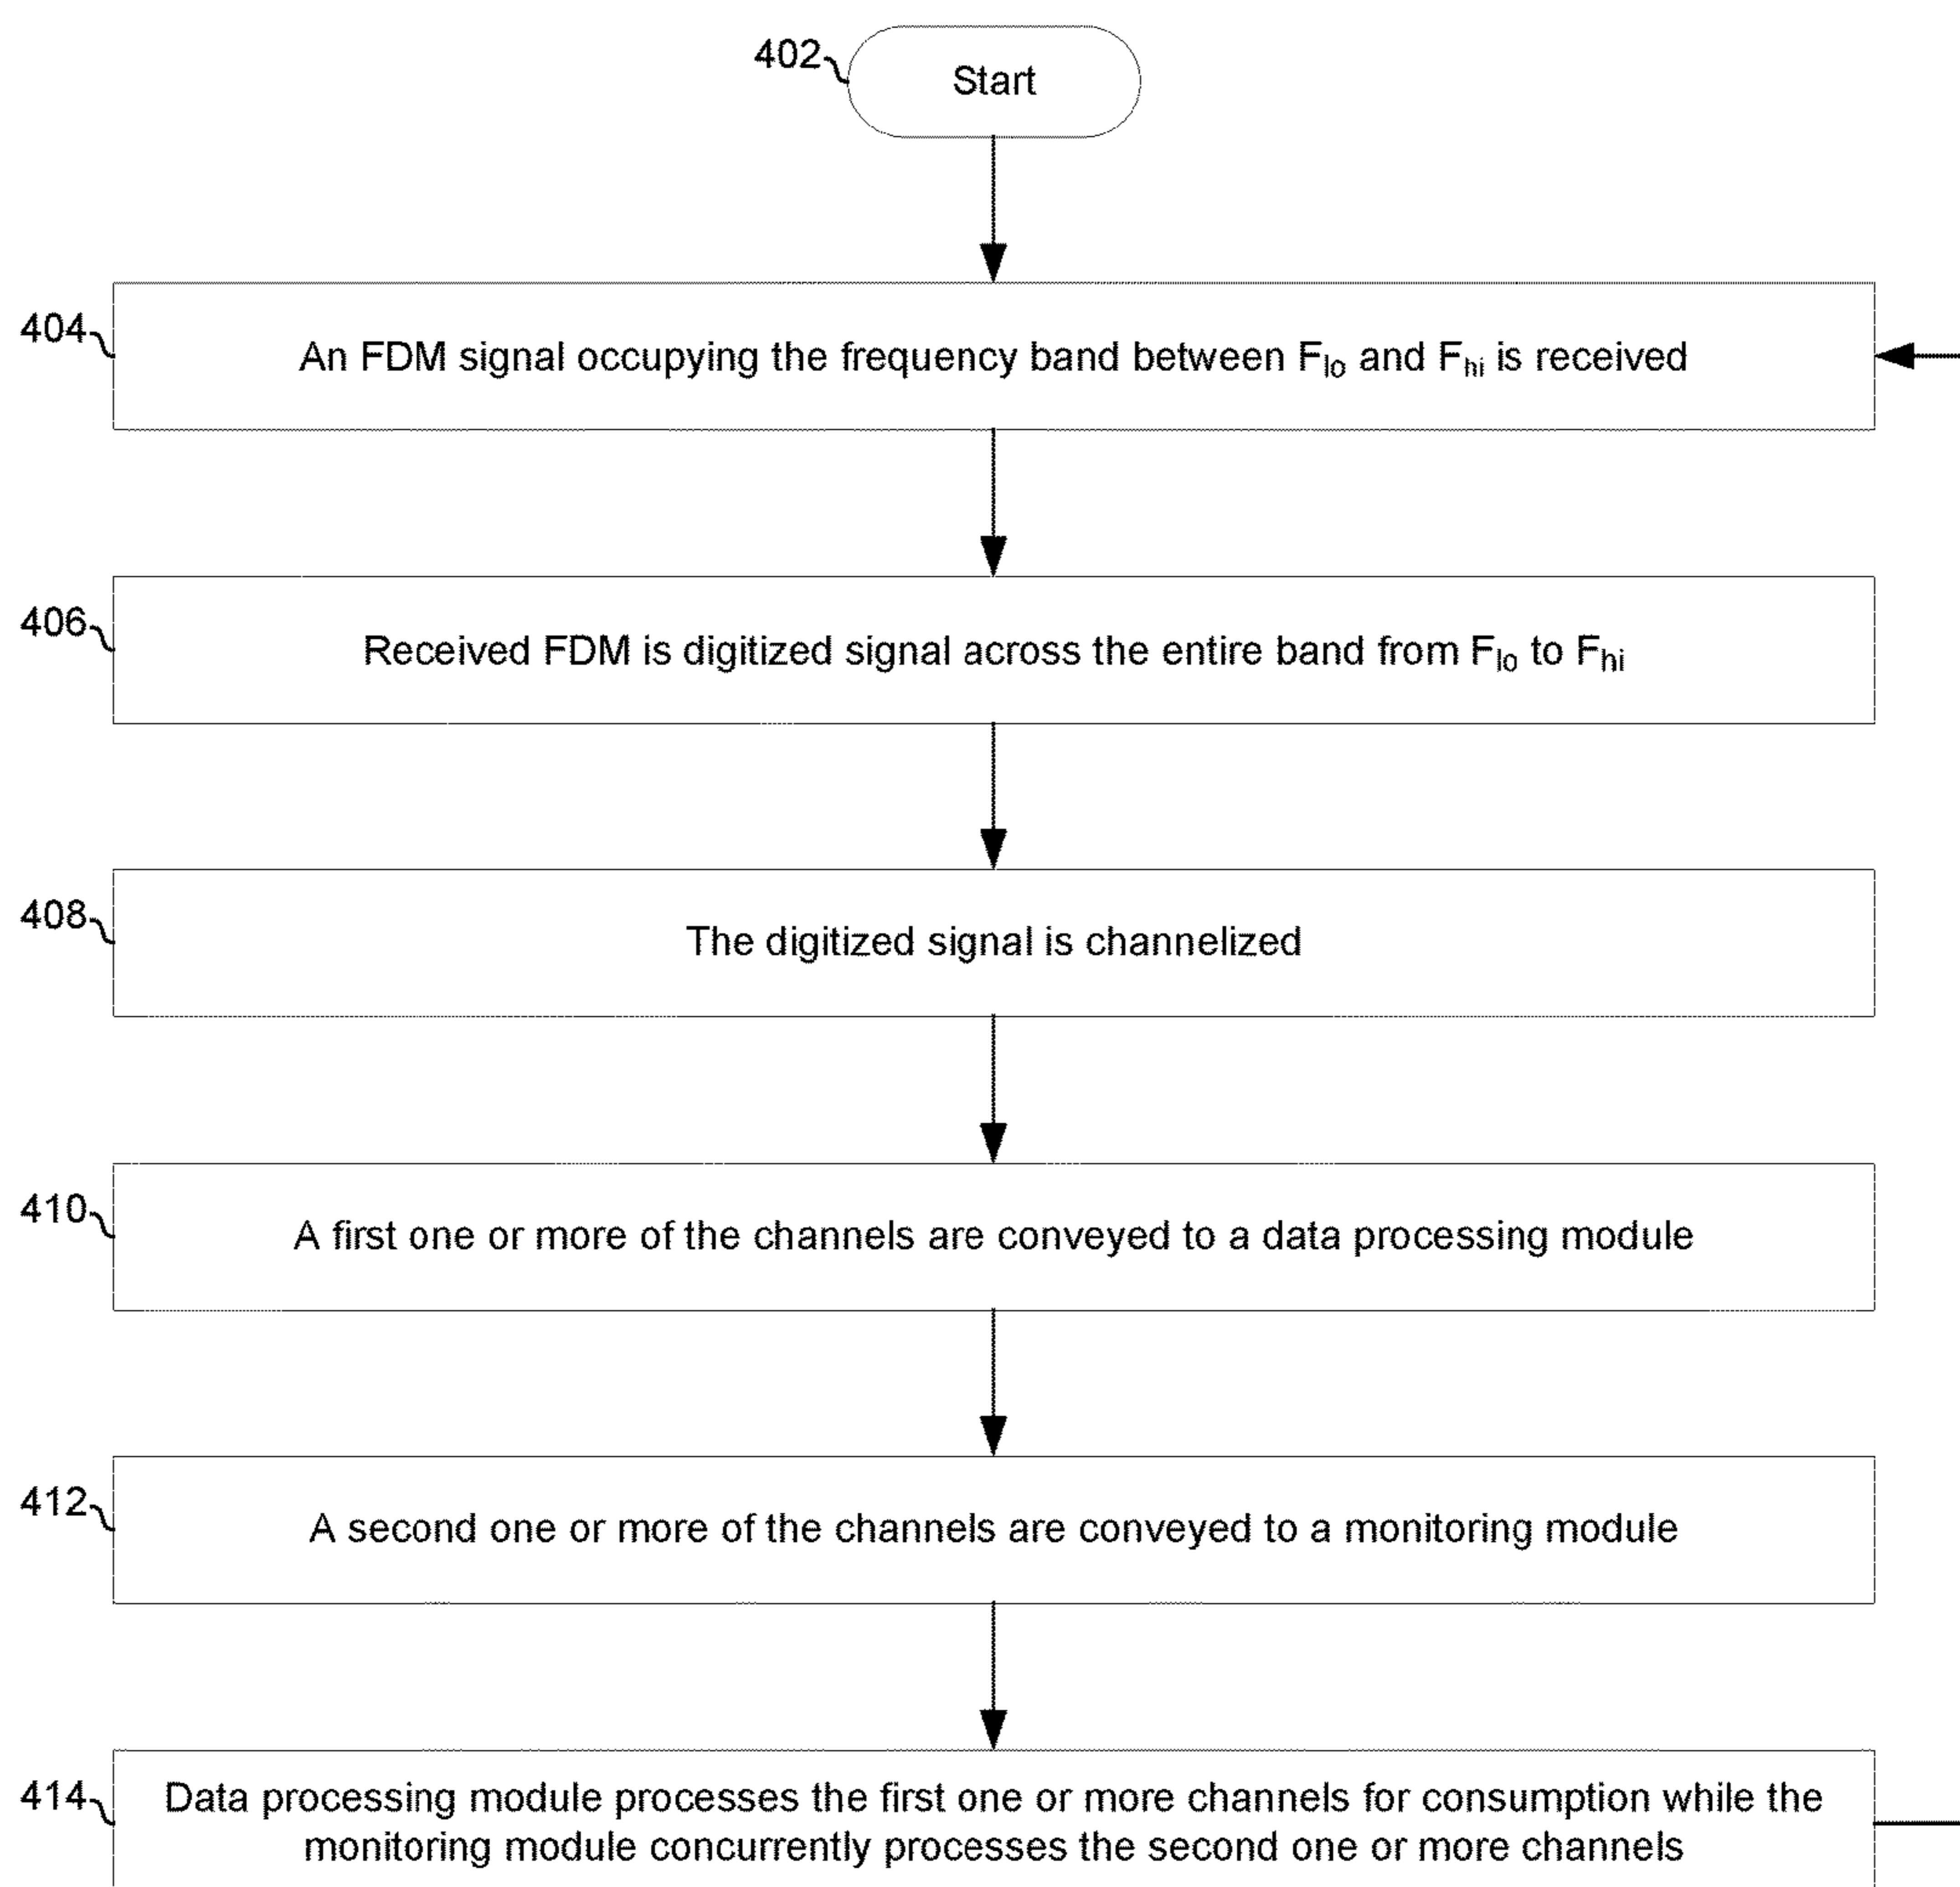 402
Start
404
An FDM signal occupying the frequency band between Flo and Fhi is received
406
Received FDM is digitized signal across the entire band from Flo to Fhi
408
The digitized signal is channelized
410
A first one or more of the channels are conveyed to a data processing module
412
A second one or more of the channels are conveyed to a monitoring module
414
Data processing module processes the first one or more channels for consumption while the
monitoring module concurrently processes the second one or more channels